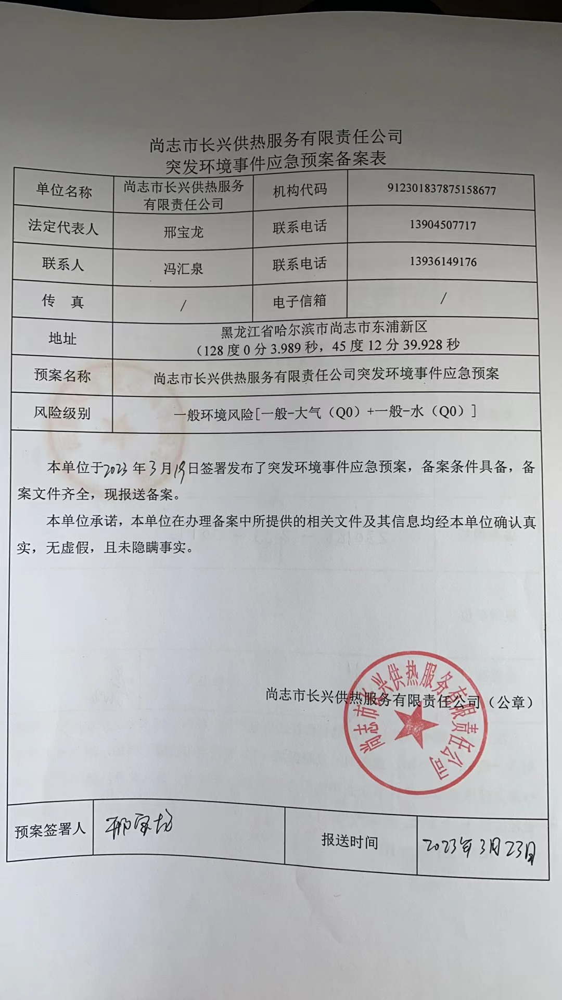 尚志市长兴供热服务有限责任公司
突发环境事件应急预案备案表
单位名称 尚志市长兴供热服务有限责任公司 机构代码 912301837875158677
法定代表人 邢宝龙 联系电话 13904507717
联系人 冯汇泉 联系电话 13936149176
传 真 / 电子信箱 /
地址 黑龙江省哈尔滨市尚志市东浦新区
（128 度 0 分 3.989 秒，45 度 12 分 39.928 秒
预案名称 尚志市长兴供热服务有限责任公司突发环境事件应急预案
风险级别 一般环境风险[一般-大气（Q0）+一般-水（Q0）]
本单位于2023年3月19日签署发布了突发环境事件应急预案，备案条件具备，备
案文件齐全，现报送备案。
本单位承诺，本单位在办理备案中所提供的相关文件及其信息均经本单位确认真
实，无虚假，且未隐瞒事实。
尚志市长兴供热服务有限责任公司（公章）
尚志市长兴供热服务有限责任公司
预案签署人 邢宝龙 报送时间 2023年3月23日